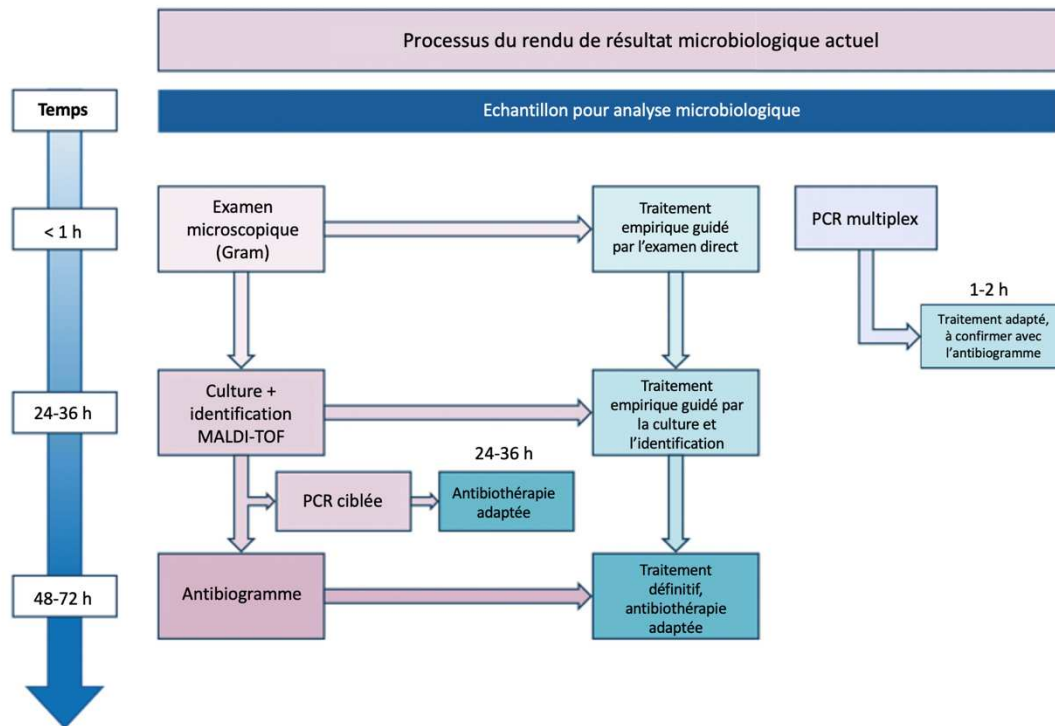 Processus du rendu de résultat microbiologique actuel
Temps
Echantillon pour analyse microbiologique
< 1 h
Examen
microscopique
(Gram)
Traitement
empirique guidé
par l’examen direct
PCR multiplex
1-2 h
Traitement adapté,
à confirmer avec
l’antibiogramme
24-36 h
Culture +
identification
MALDI-TOF
Traitement
empirique guidé par
la culture et
l’identification
24-36 h
PCR ciblée
Antibiothérapie
adaptée
48-72 h
Antibiogramme
Traitement
définitif,
antibiothérapie
adaptée